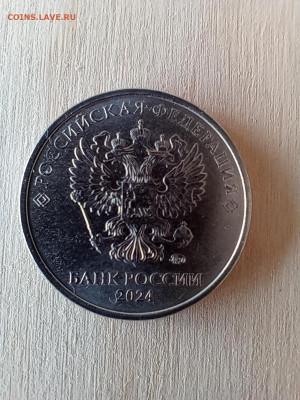 COINS.LAVE.RU
РОССИЙСКАЯ ФЕДЕРАЦИЯ
БАНК РОССИИ
2024